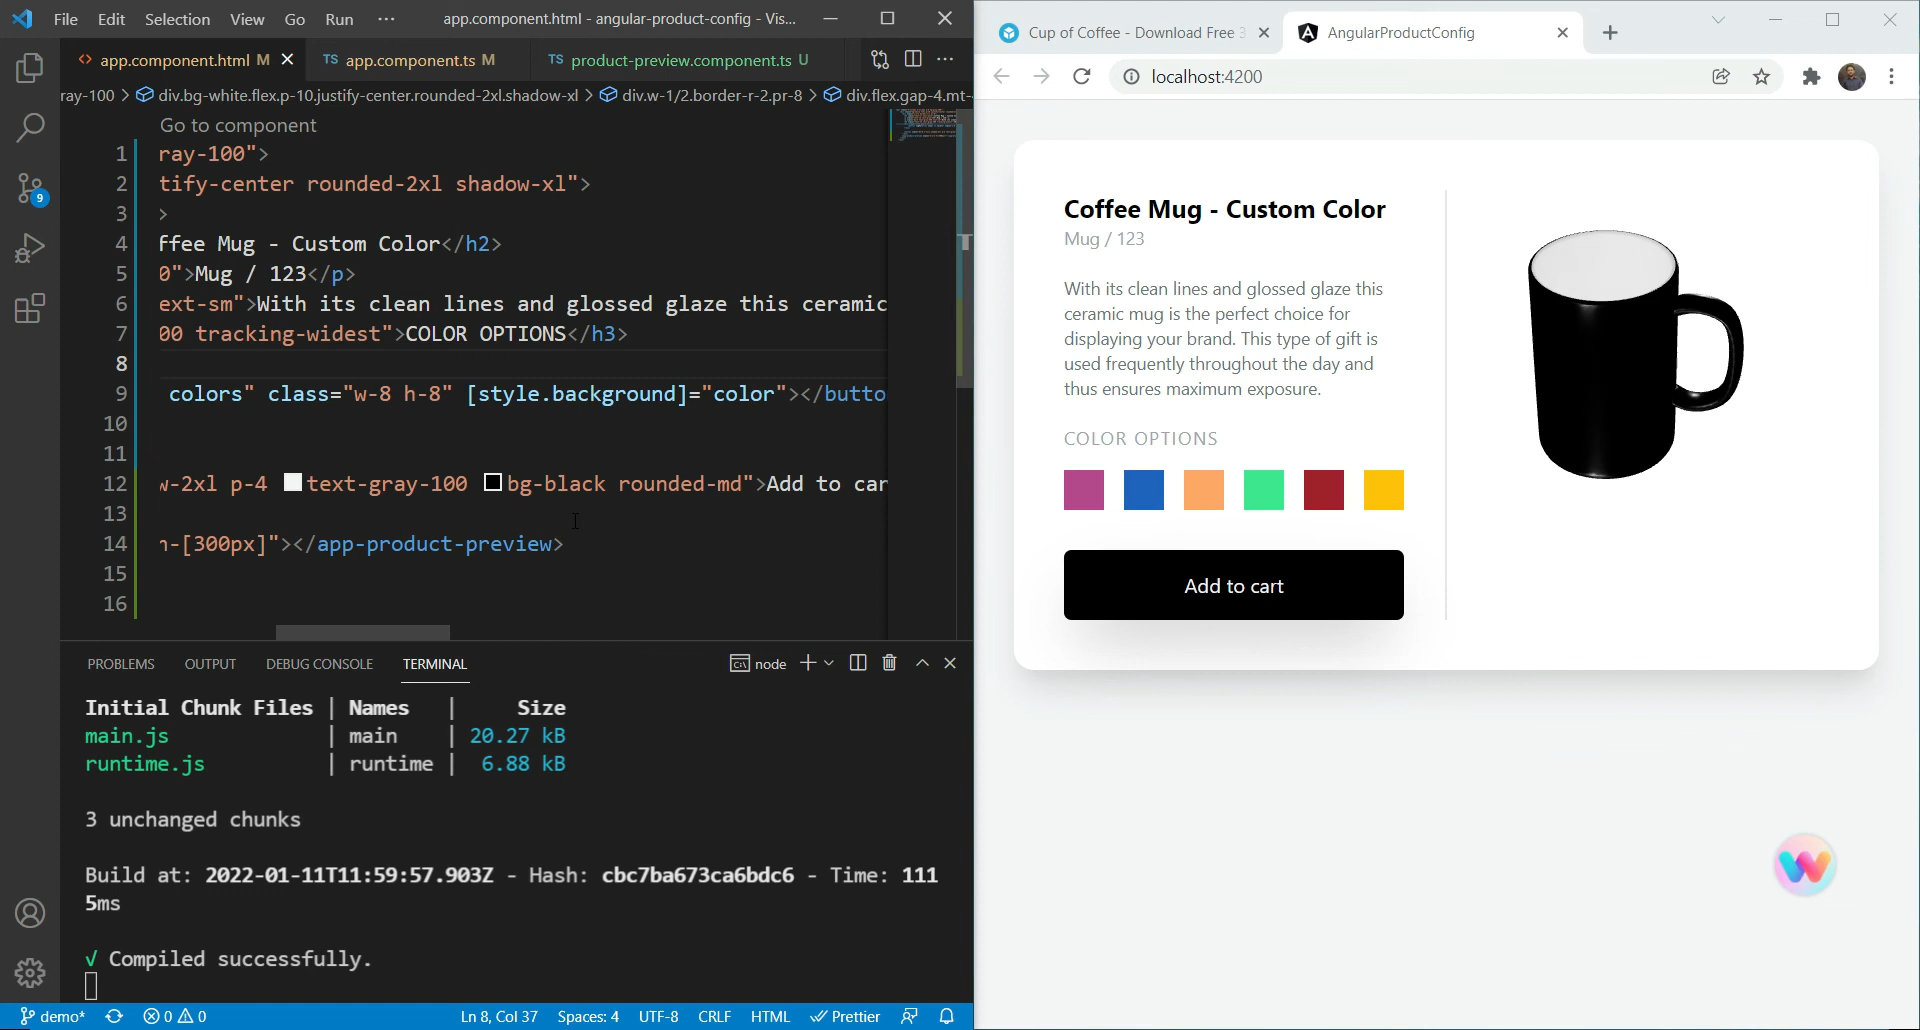 File Edit Selection View Go Run ··· app.component.html - angular-product-config - Vis...
<> app.component.html M TS app.component.ts M TS product-preview.component.ts U
ray-100 > div.bg-white.flex.p-10.justify-center.rounded-2xl.shadow-xl > div.w-1/2.border-r-2.pr-8 > div.flex.gap-4.mt-
Go to component
1 ray-100">
2 tify-center rounded-2xl shadow-xl">
3 >
4 ffee Mug - Custom Color</h2>
5 0">Mug / 123</p>
6 ext-sm">With its clean lines and glossed glaze this ceramic
7 00 tracking-widest">COLOR OPTIONS</h3>
8
9 colors" class="w-8 h-8" [style.background]="color"></butto
10
11
12 w-2xl p-4 text-gray-100 bg-black rounded-md">Add to car
13
14 n-[300px]"></app-product-preview>
15
16
9
PROBLEMS OUTPUT DEBUG CONSOLE TERMINAL node
Initial Chunk Files | Names | Size
main.js | main | 20.27 kB
runtime.js | runtime | 6.88 kB
3 unchanged chunks
Build at: 2022-01-11T11:59:57.903Z - Hash: cbc7ba673ca6bdc6 - Time: 111
5ms
√ Compiled successfully.
demo* 0 0 Ln 8, Col 37 Spaces: 4 UTF-8 CRLF HTML Prettier
Cup of Coffee - Download Free 3 AngularProductConfig
localhost:4200
Coffee Mug - Custom Color
Mug / 123
With its clean lines and glossed glaze this
ceramic mug is the perfect choice for
displaying your brand. This type of gift is
used frequently throughout the day and
thus ensures maximum exposure.
COLOR OPTIONS
Add to cart